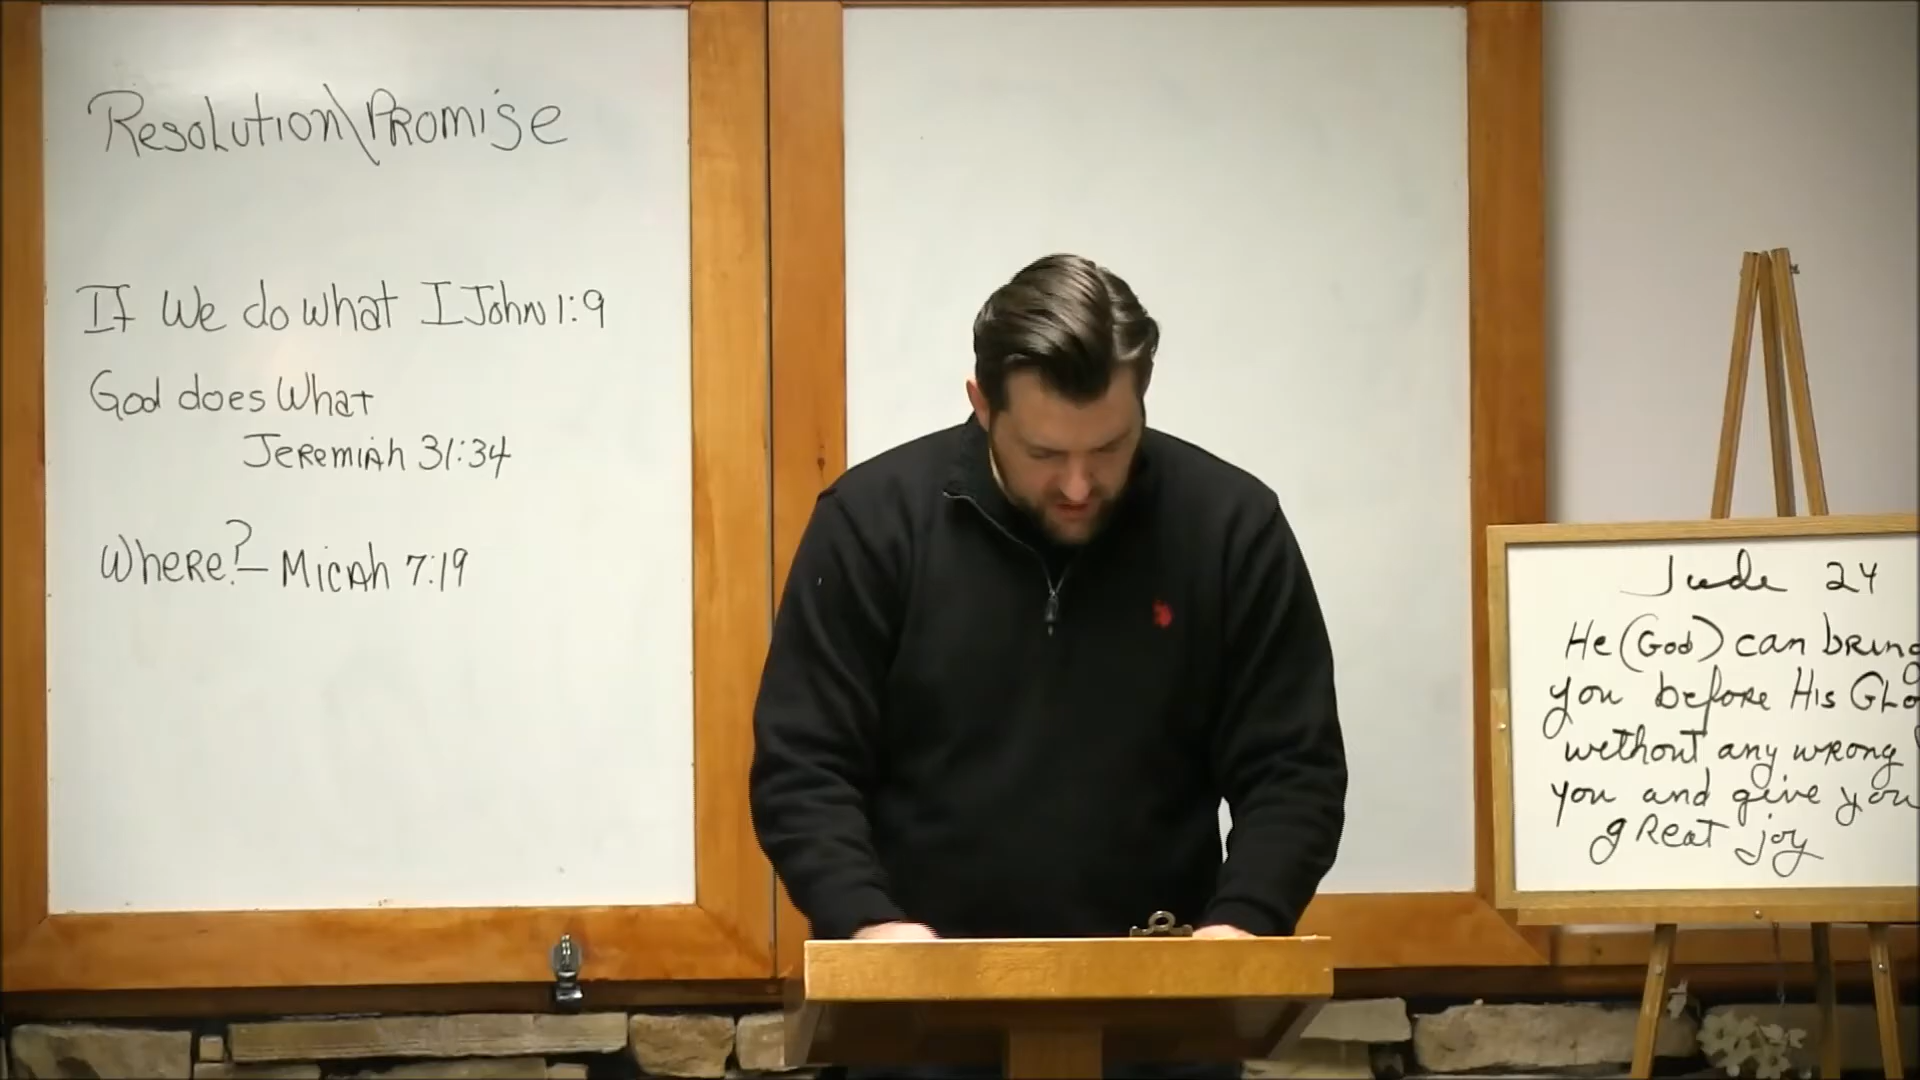 Resolution\Promise
If We do what I John 1:9
God does What
Jeremiah 31:34
Where? - Micah 7:19
Jude 24
He (God) can bring
you before His Glo
without any wrong
you and give you
great joy